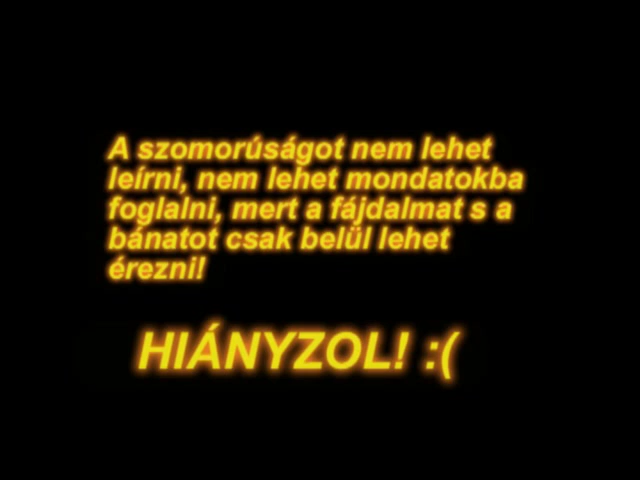 A szomorúságot nem lehet
leírni, nem lehet mondatokba
foglalni, mert a fájdalmat s a
bánatot csak belül lehet
érezni!
HIÁNYZOL! :(